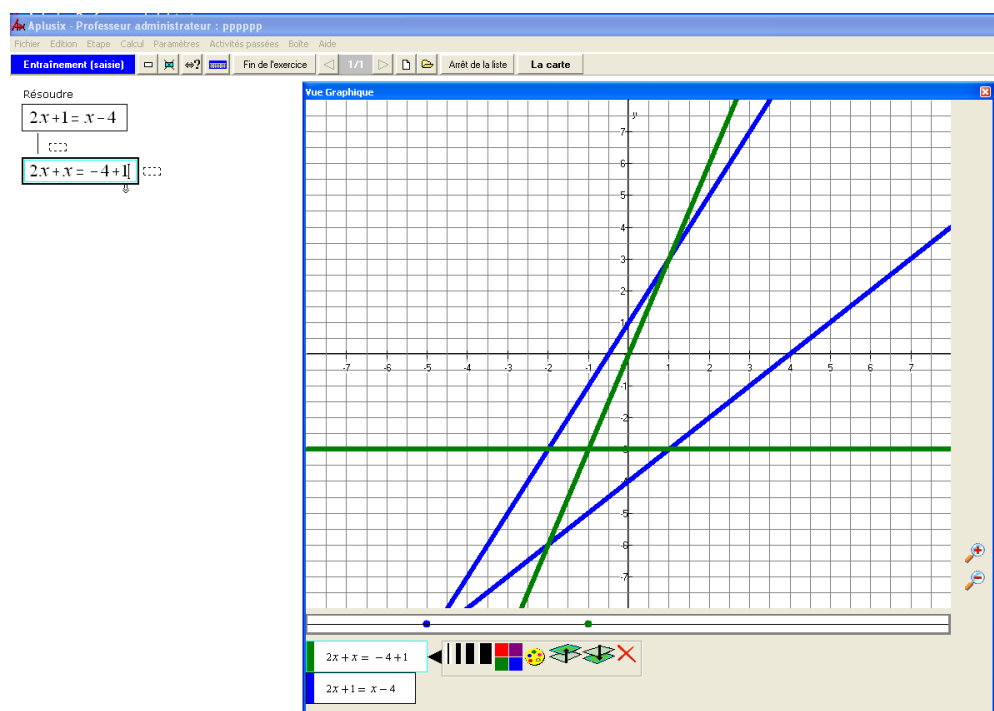 Aplusix - Professeur administrateur : pppppp
Fichier Edition Etape Calcul Paramètres Activités passées Boîte Aide
Entraînement (saisie) ⇔? Fin de l'exercice 1/1 Arrêt de la liste La carte
Résoudre
2x+1= x-4
2x+x= -4+1
Vue Graphique
y
7
6
5
4
3
2
1
-7 -6 -5 -4 -3 -2 -1 1 2 3 4 5 6 7
-1
-2
-3
-4
-5
-6
-7
2x+x= -4+1
2x+1= x-4